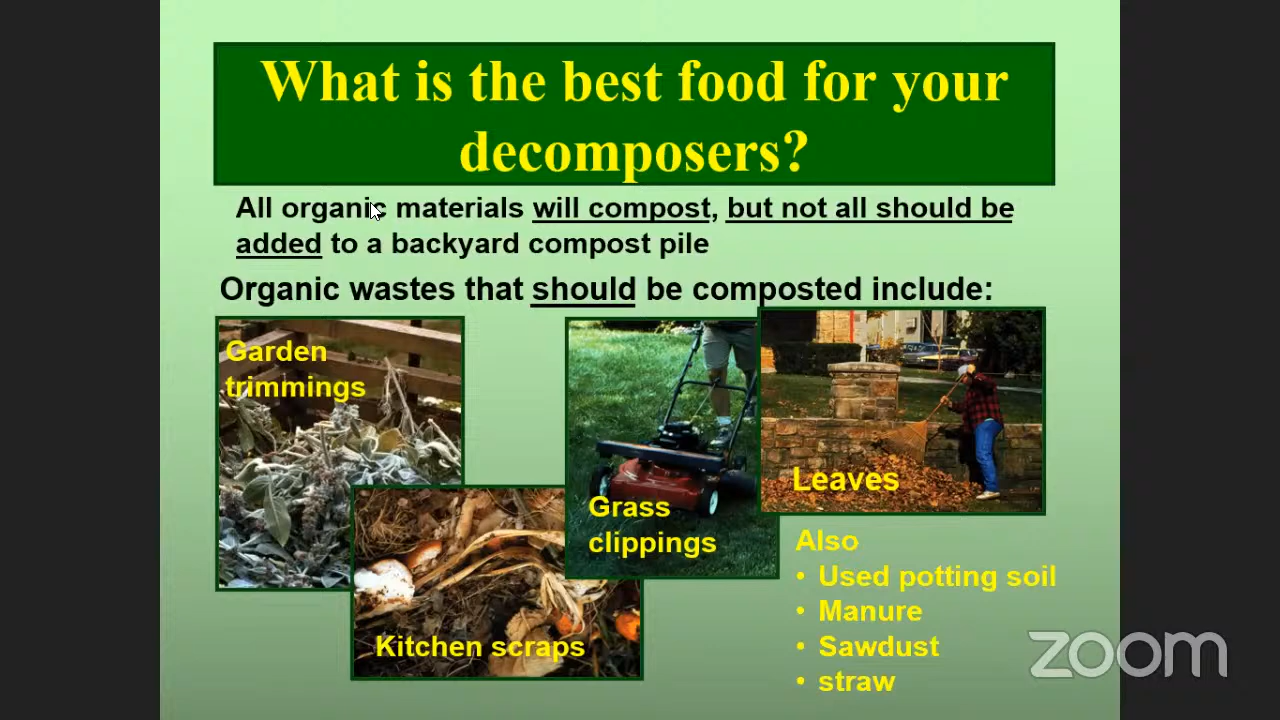 What is the best food for your
decomposers?
All organic materials will compost, but not all should be
added to a backyard compost pile
Organic wastes that should be composted include:
Garden
trimmings
Kitchen scraps
Grass
clippings
Leaves
Also
• Used potting soil
• Manure
• Sawdust
• straw
zoom